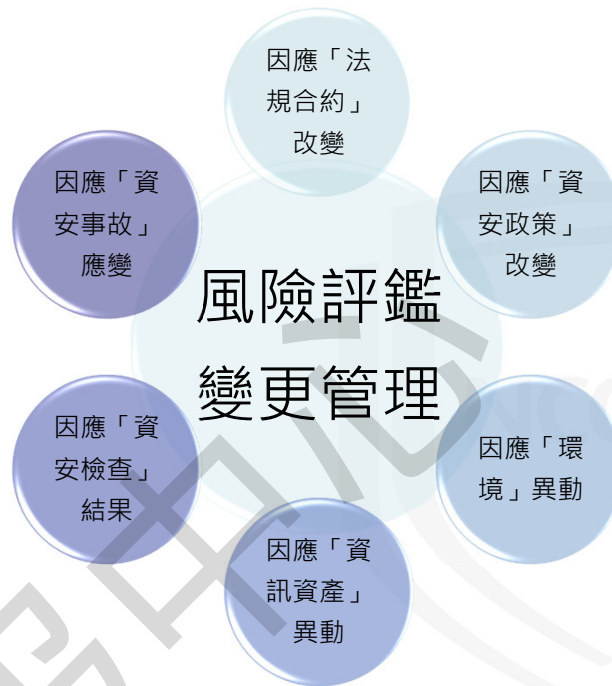 因應「法
規合約」
改變
因應「資
安事故」
應變
因應「資
安政策」
改變
風險評鑑
變更管理
因應「資
安檢查」
結果
因應「環
境」異動
因應「資
訊資產」
異動
中心